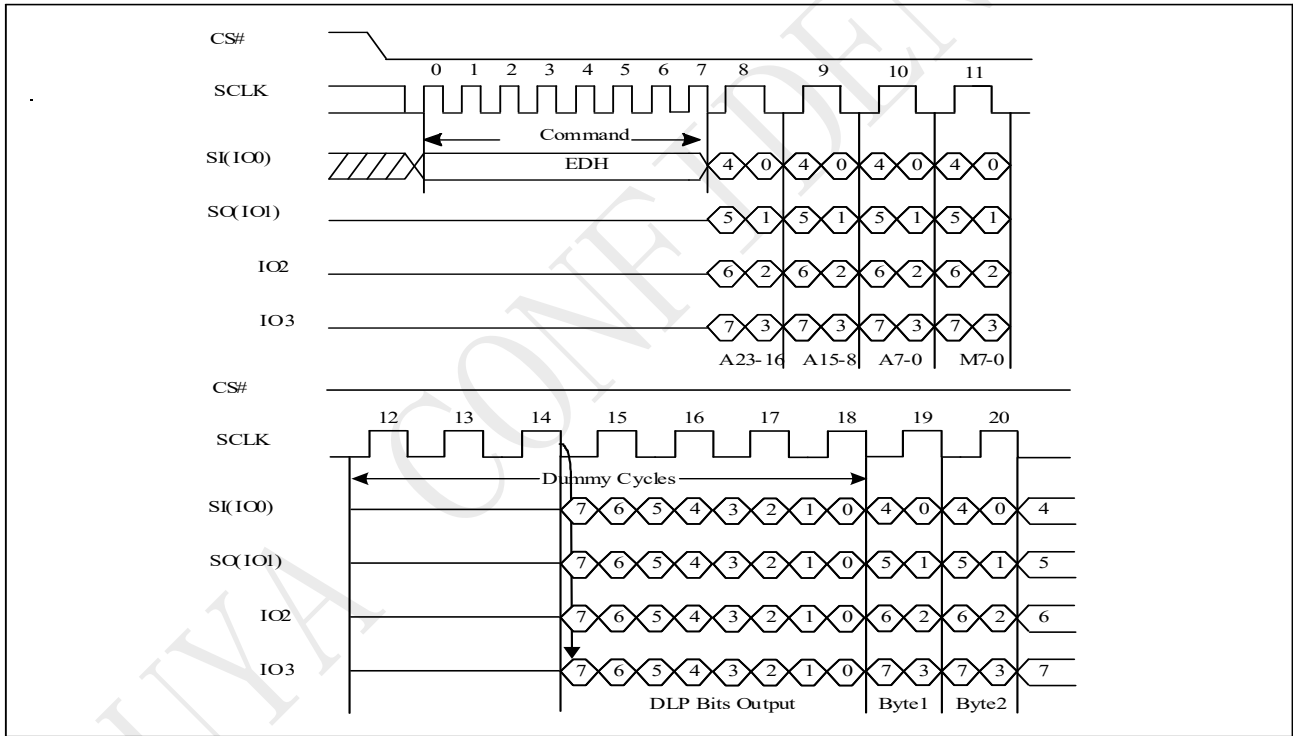 CS#
0 1 2 3 4 5 6 7 8 9 10 11
SCLK
Command
SI(IO0)
EDH
4 0 4 0 4 0 4 0
SO(IO1)
5 1 5 1 5 1 5 1
IO2
6 2 6 2 6 2 6 2
IO3
7 3 7 3 7 3 7 3
A23-16 A15-8 A7-0 M7-0
CS#
12 13 14 15 16 17 18 19 20
SCLK
Dummy Cycles
SI(IO0)
7 6 5 4 3 2 1 0 4 0 4 0 4
SO(IO1)
7 6 5 4 3 2 1 0 5 1 5 1 5
IO2
7 6 5 4 3 2 1 0 6 2 6 2 6
IO3
7 6 5 4 3 2 1 0 7 3 7 3 7
DLP Bits Output Byte1 Byte2
UYA CONFIDEN